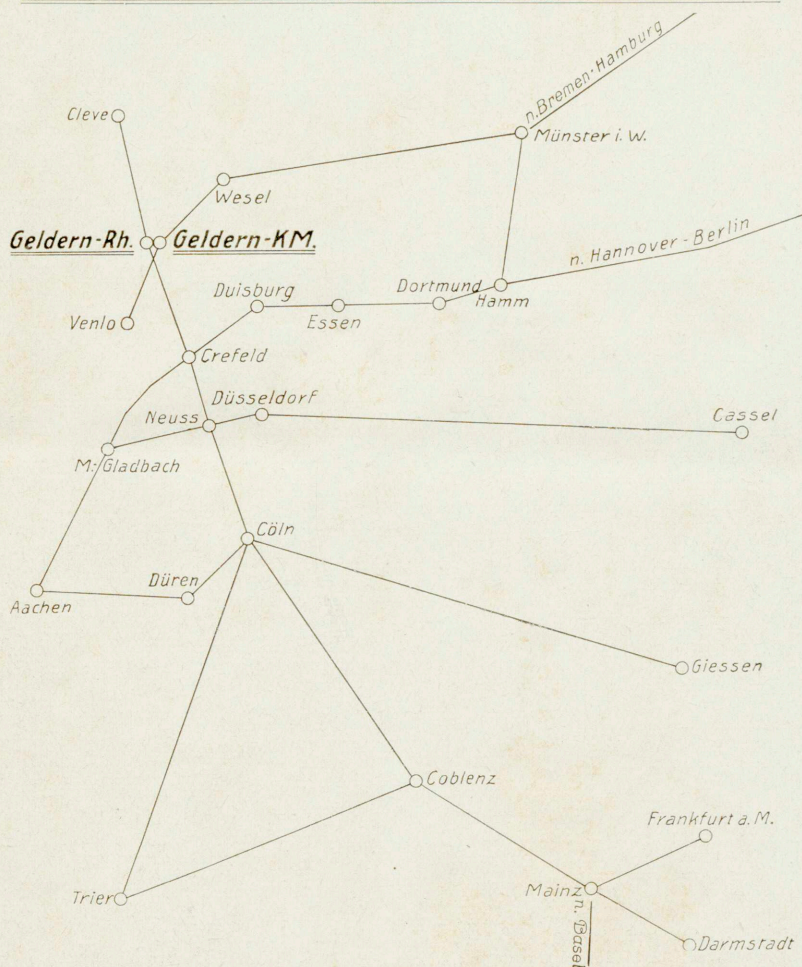 n. Bremen-Hamburg
Cleve
Münster i. W.
Wesel
Geldern-Rh.
Geldern-KM.
n. Hannover - Berlin
Duisburg
Dortmund
Venlo
Essen
Hamm
Crefeld
Düsseldorf
Neuss
Cassel
M:Gladbach
Cöln
Düren
Aachen
Giessen
Coblenz
Frankfurt a. M.
Trier
Mainz
n. Basel
Darmstadt